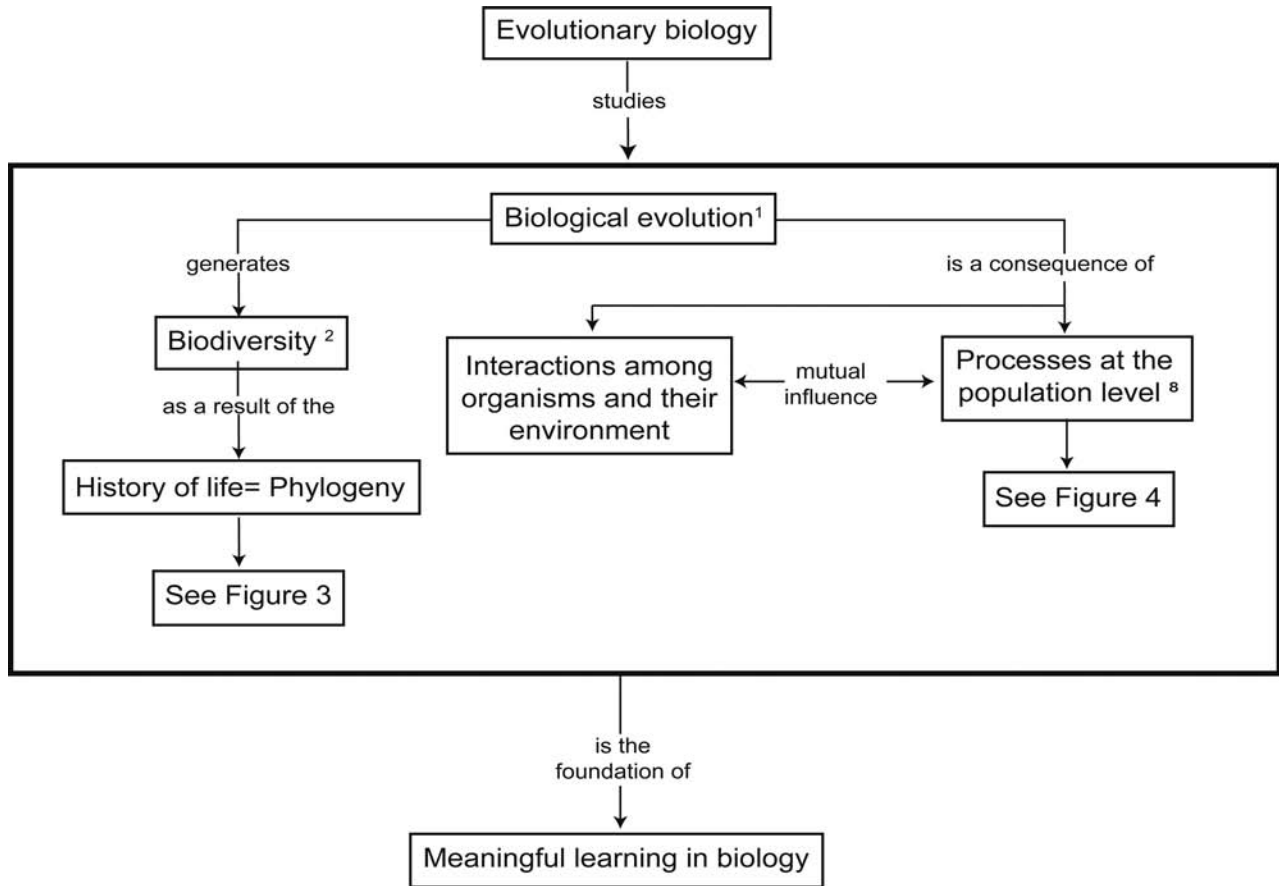 Evolutionary biology
studies
Biological evolution¹
generates
is a consequence of
Biodiversity ²
Interactions among
organisms and their
environment
mutual
influence
Processes at the
population level ⁸
as a result of the
History of life= Phylogeny
See Figure 4
See Figure 3
is the
foundation of
Meaningful learning in biology